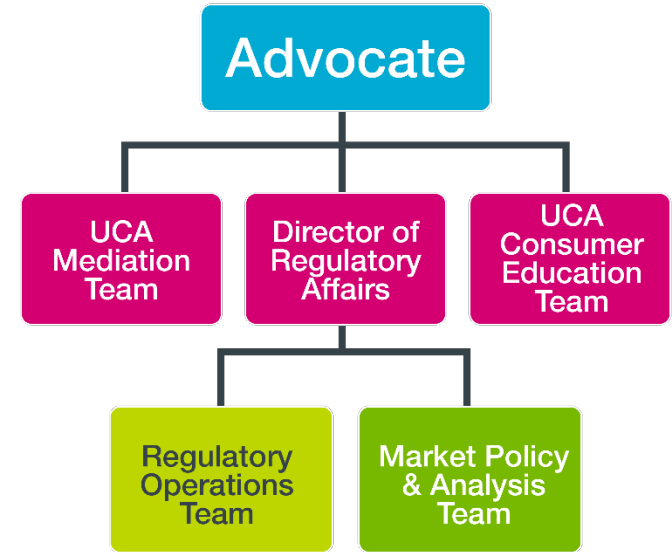 Advocate
UCA
Mediation
Team
Director of
Regulatory
Affairs
UCA
Consumer
Education
Team
Regulatory
Operations
Team
Market Policy
& Analysis
Team